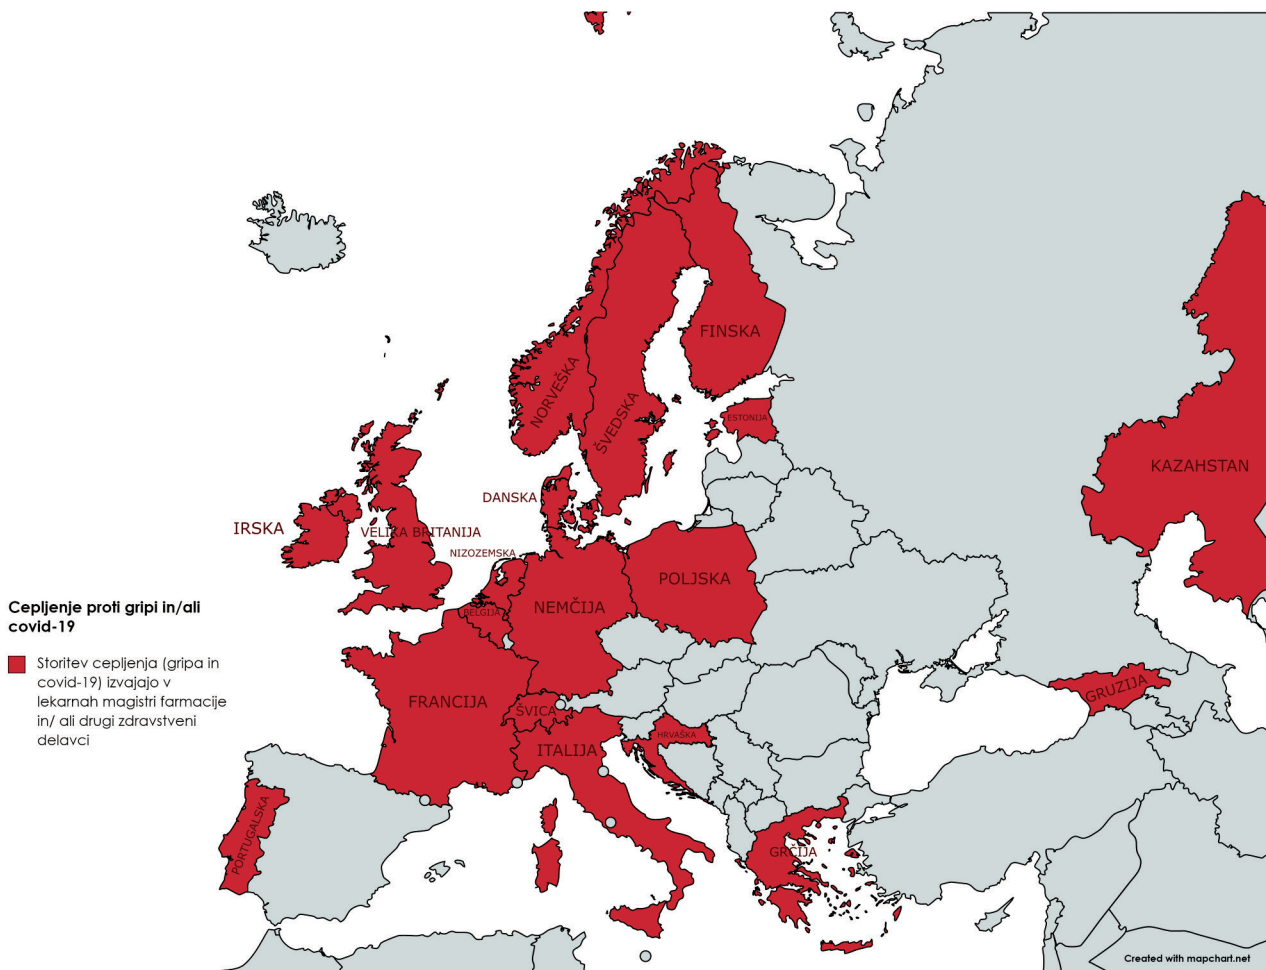 FINSKA
NORVEŠKA
ŠVEDSKA
ESTONIJA
KAZAHSTAN
DANSKA
IRSKA
VELIKA BRITANIJA
NIZOZEMSKA
POLJSKA
NEMČIJA
BELGIJA
Cepljenje proti gripi in/ali
covid-19
Storitev cepljenja (gripa in
covid-19) izvajajo v
lekarnah magistri farmacije
in/ ali drugi zdravstveni
delavci
FRANCIJA
ŠVICA
GRUZIJA
HRVAŠKA
ITALIJA
PORTUGALSKA
GRČIJA
Created with mapchart.net